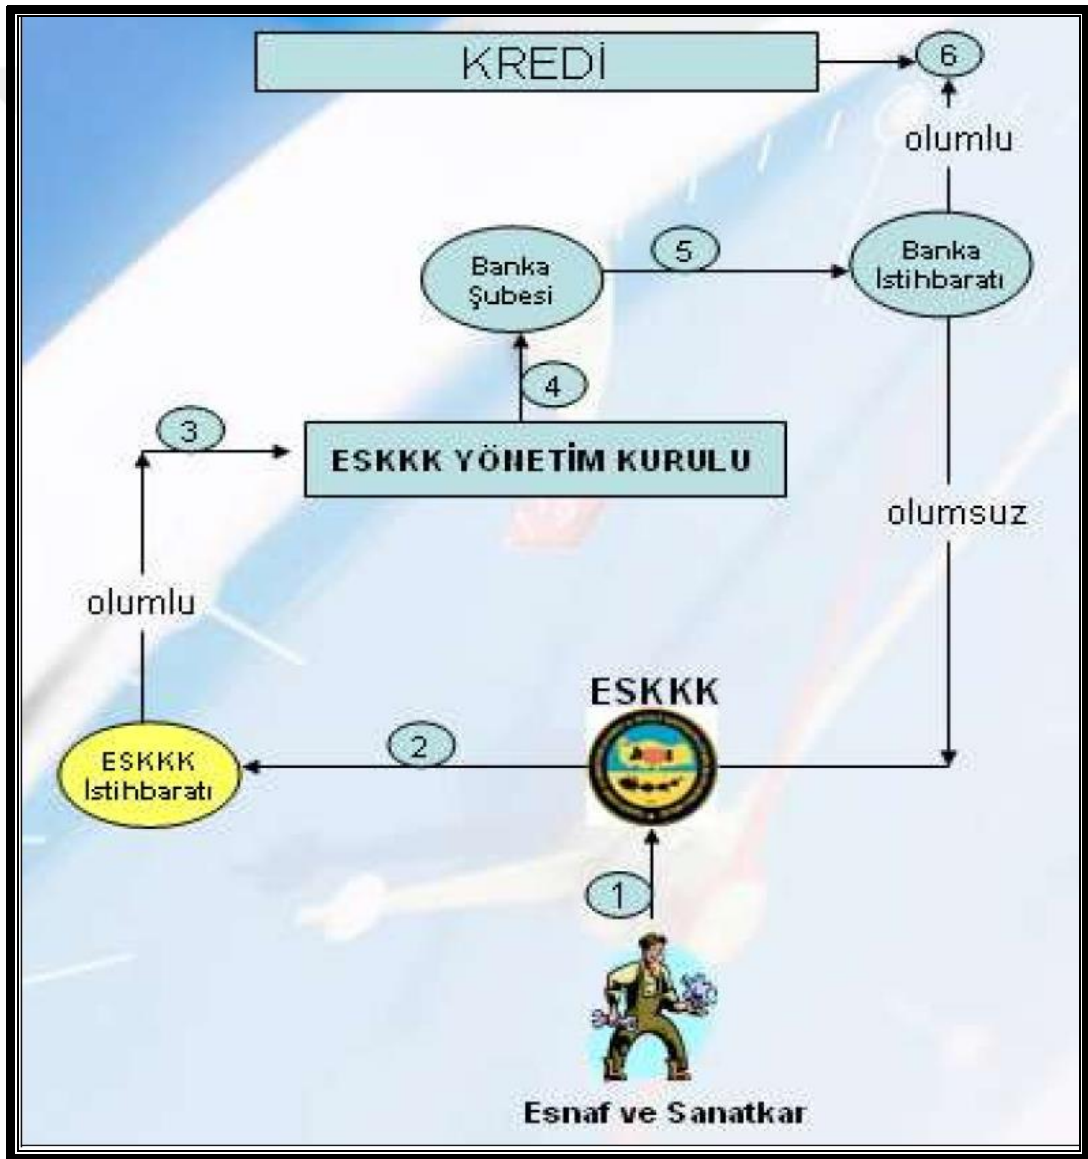 KREDİ
6
olumlu
Banka
Şubesi
5
Banka
İstihbaratı
4
3
ESKKK YÖNETİM KURULU
olumsuz
olumlu
ESKKK
ESKKK
İstihbaratı
2
1
Esnaf ve Sanatkar